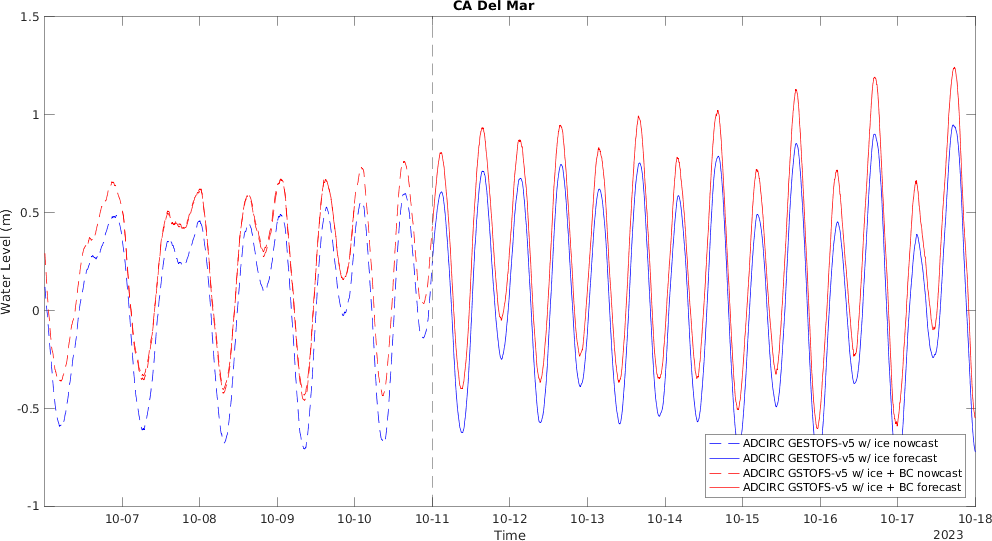 CA Del Mar
1.5
1
0.5
0
-0.5
-1
Water Level (m)
10-07 10-08 10-09 10-10 10-11 10-12 10-13 10-14 10-15 10-16 10-17 10-18
Time
2023
ADCIRC GESTOFS-v5 w/ ice nowcast
ADCIRC GESTOFS-v5 w/ ice forecast
ADCIRC GSTOFS-v5 w/ ice + BC nowcast
ADCIRC GSTOFS-v5 w/ ice + BC forecast